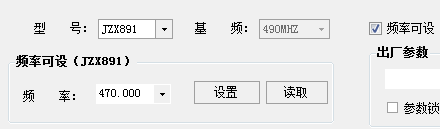 型 号: JZX891 基 频: 490MHZ 频率可设
出厂参数
频率可设(JZX891)
频 率: 470.000 设置 读取
参数锁